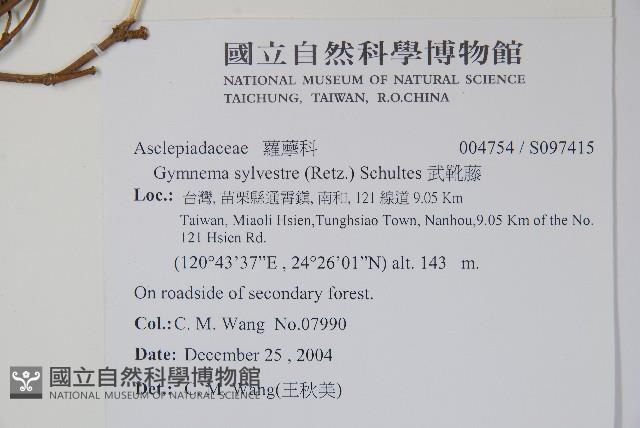 國立自然科學博物館
NATIONAL MUSEUM OF NATURAL SCIENCE
TAICHUNG, TAIWAN, R.O.CHINA
Asclepiadaceae 蘿藦科 004754 / S097415
Gymnema sylvestre (Retz.) Schultes 武靴藤
Loc.: 台灣, 苗栗縣通霄鎮, 南和, 121 線道 9.05 Km
Taiwan, Miaoli Hsien,Tunghsiao Town, Nanhou,9.05 Km of the No.
121 Hsien Rd.
(120°43'37"E , 24°26'01"N) alt. 143 m.
On roadside of secondary forest.
Col.: C. M. Wang No.07990
Date: December 25 , 2004
Det.: C. M. Wang(王秋美)
國立自然科學博物館
NATIONAL MUSEUM OF NATURAL SCIENCE